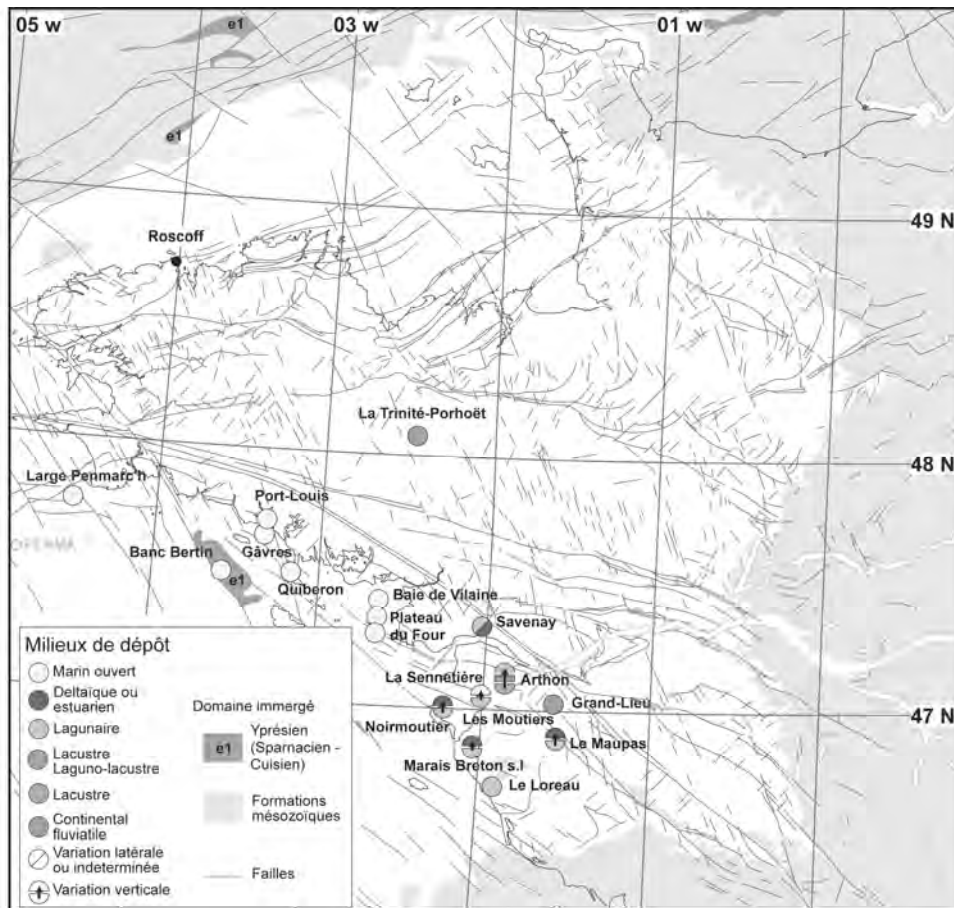 05 w
03 w
01 w
e1
e1
49 N
Roscoff
La Trinité-Porhoët
48 N
Large Penmarc'h
Port-Louis
Banc Bertin
Gâvres
e1
Quiberon
Baie de Vilaine
Plateau
du Four
Savenay
La Sennetière
Arthon
Grand-Lieu
47 N
Noirmoutier
Les Moutiers
Le Maupas
Marais Breton s.l
Le Loreau
Milieux de dépôt
Marin ouvert
Deltaïque ou
estuarien
Lagunaire
Lacustre
Laguno-lacustre
Lacustre
Continental
fluviatile
Variation latérale
ou indeterminée
Variation verticale
Domaine immergé
e1
Yprésien
(Sparnacien -
Cuisien)
Formations
mésozoïques
Failles